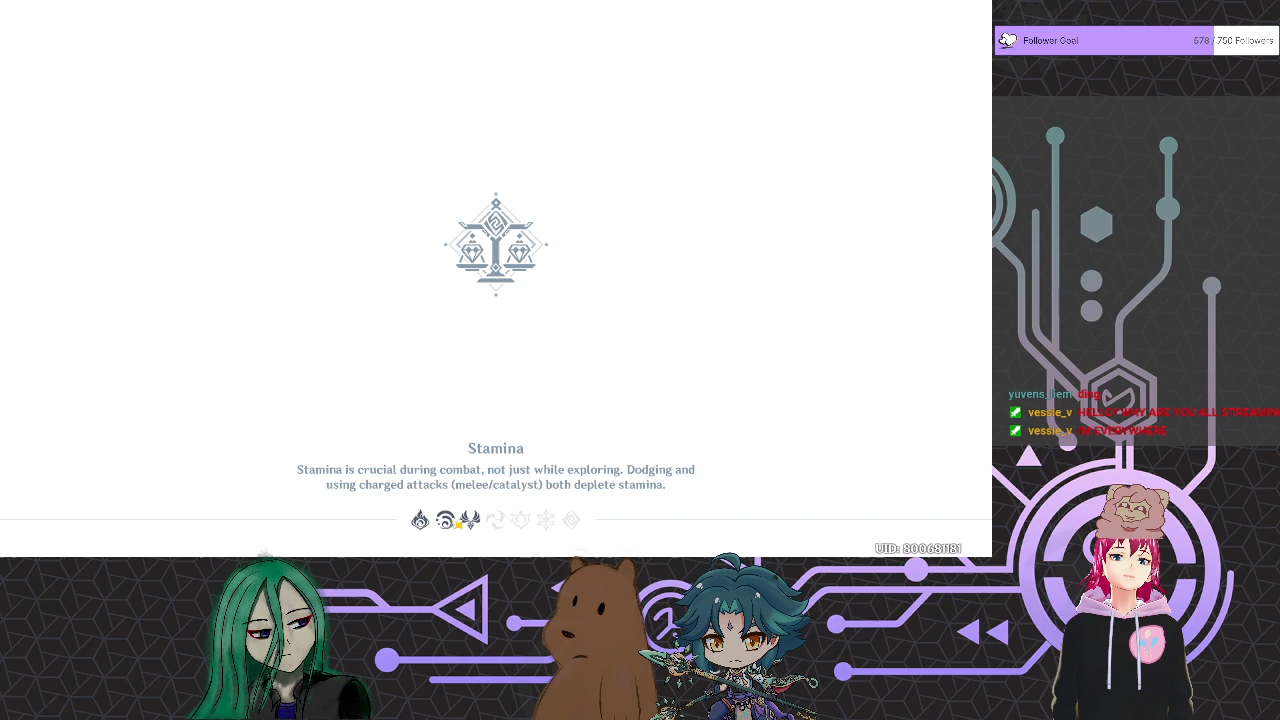 Follower Goal 578 / 750 Followers
yuvens_liem ding
vessie_v HELLO? WHY ARE YOU ALL STREAMIN
vessie_v IM EVERYWHERE
Stamina
Stamina is crucial during combat, not just while exploring. Dodging and
using charged attacks (melee/catalyst) both deplete stamina.
UID: 800681181